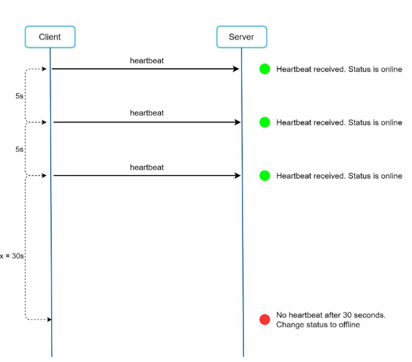 Client
Server
heartbeat
Heartbeat received. Status is online
5s
heartbeat
Heartbeat received. Status is online
5s
heartbeat
Heartbeat received. Status is online
x = 30s
No heartbeat after 30 seconds.
Change status to offline